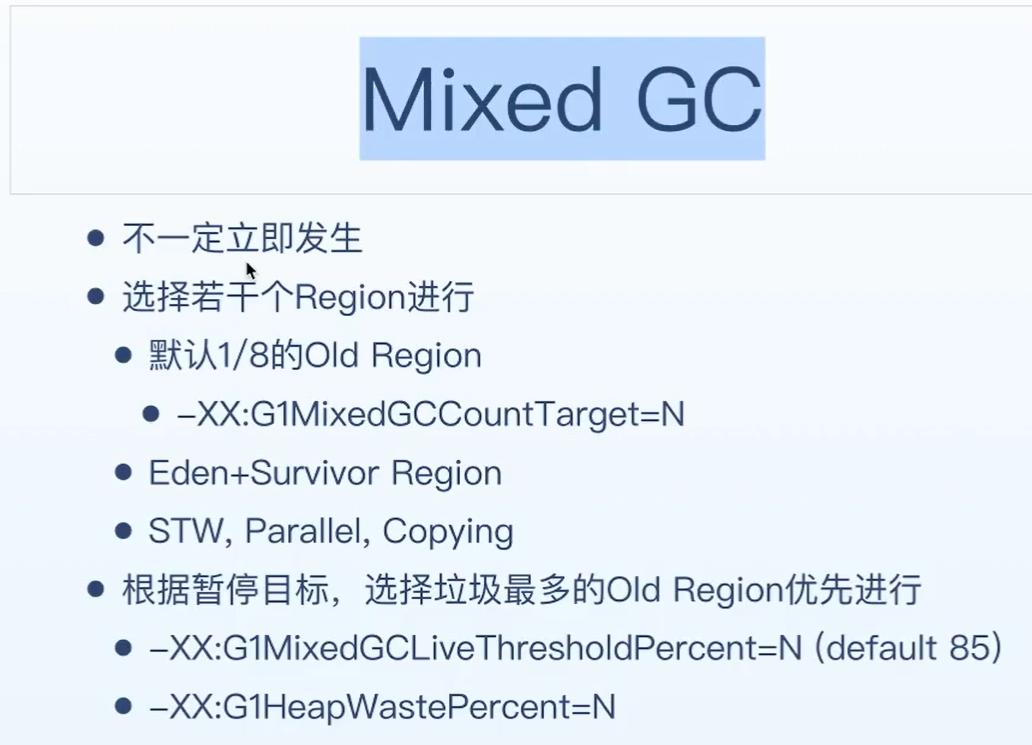 Mixed GC
不一定立即发生
选择若干个Region进行
默认1/8的Old Region
-XX:G1MixedGCCountTarget=N
Eden+Survivor Region
STW, Parallel, Copying
根据暂停目标，选择垃圾最多的Old Region优先进行
-XX:G1MixedGCLiveThresholdPercent=N (default 85)
-XX:G1HeapWastePercent=N